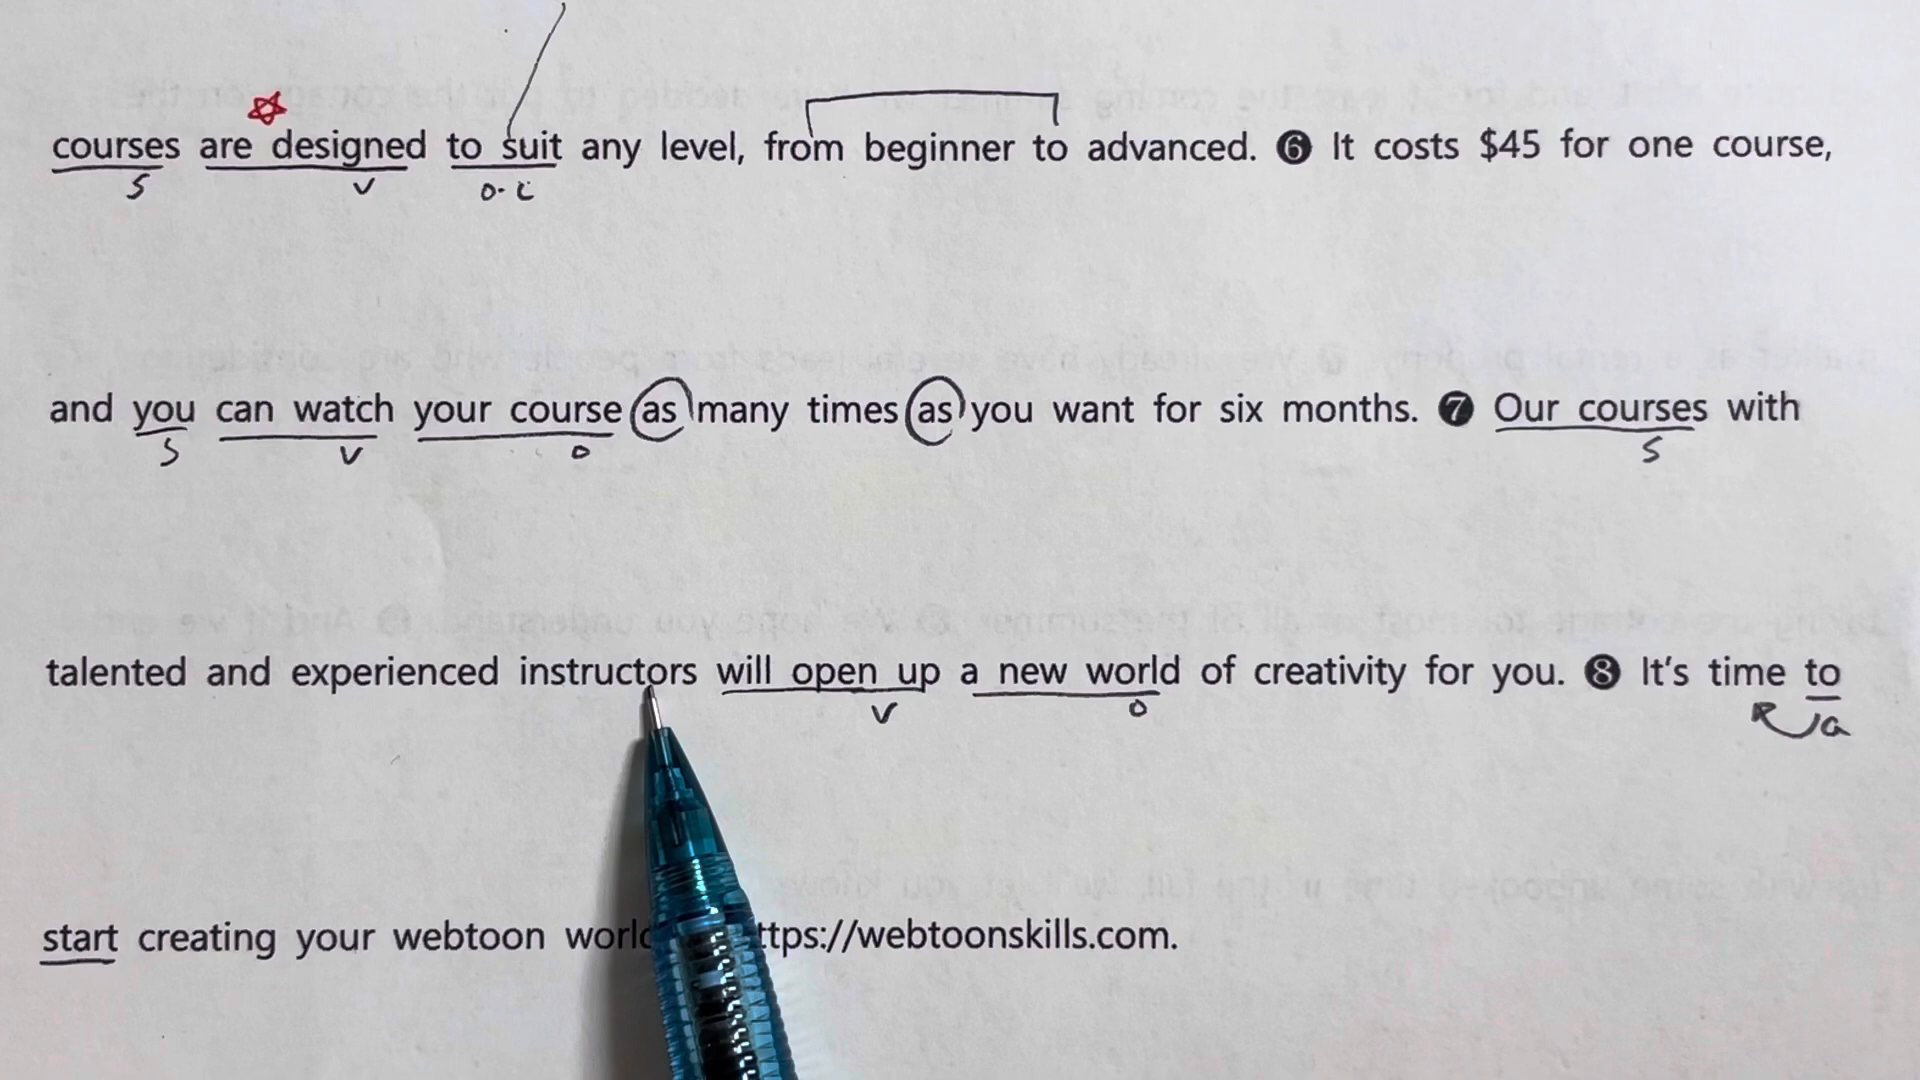 courses are designed to suit any level, from beginner to advanced. ❻ It costs $45 for one course,
S V O.C
and you can watch your course as many times as you want for six months. ❼ Our courses with
S V O S
talented and experienced instructors will open up a new world of creativity for you. ❽ It's time to
V O a
start creating your webtoon worl ttps://webtoonskills.com.